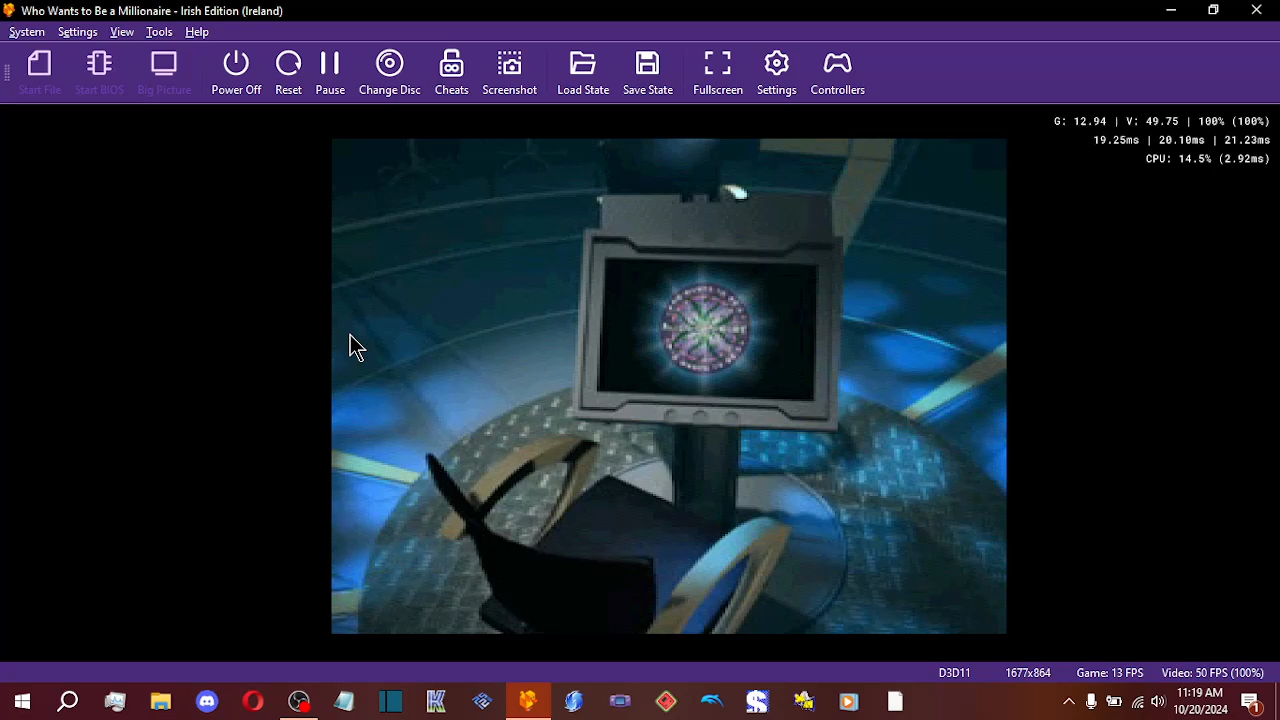 Who Wants to Be a Millionaire - Irish Edition (Ireland)
System Settings View Tools Help
Start File Start BIOS Big Picture Power Off Reset Pause Change Disc Cheats Screenshot Load State Save State Fullscreen Settings Controllers
G: 12.94 | V: 49.75 | 100% (100%)
19.25ms | 20.10ms | 21.23ms
CPU: 14.5% (2.92ms)
D3D11 1677x864 Game: 13 FPS Video: 50 FPS (100%)
11:19 AM
10/20/2024
1